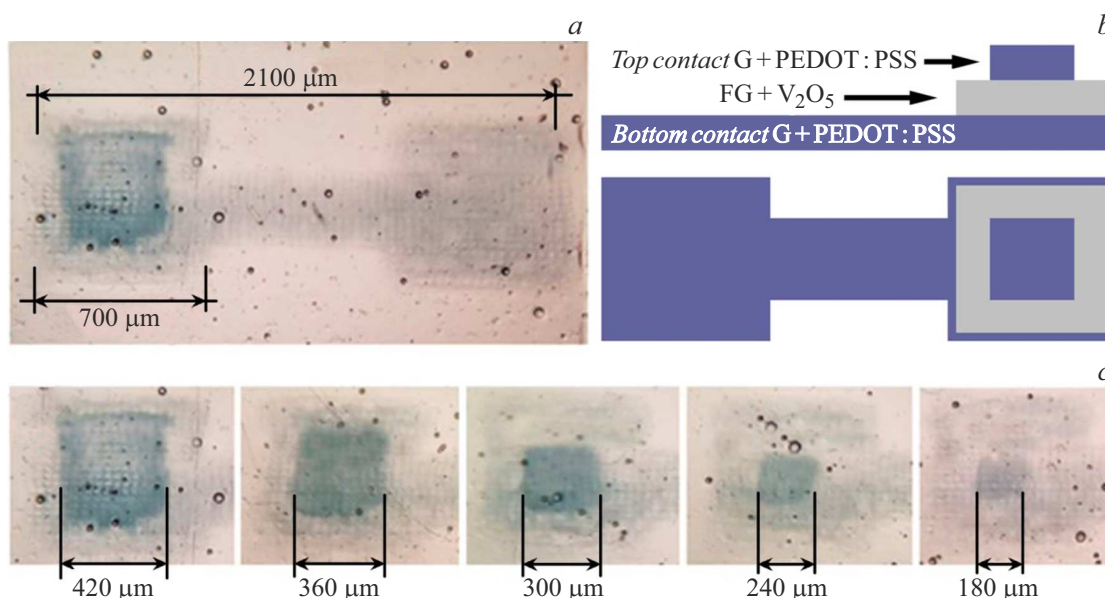 a
2100 μm
700 μm
b
Top contact G + PEDOT : PSS
FG + V₂O₅
Bottom contact G + PEDOT : PSS
c
420 μm
360 μm
300 μm
240 μm
180 μm